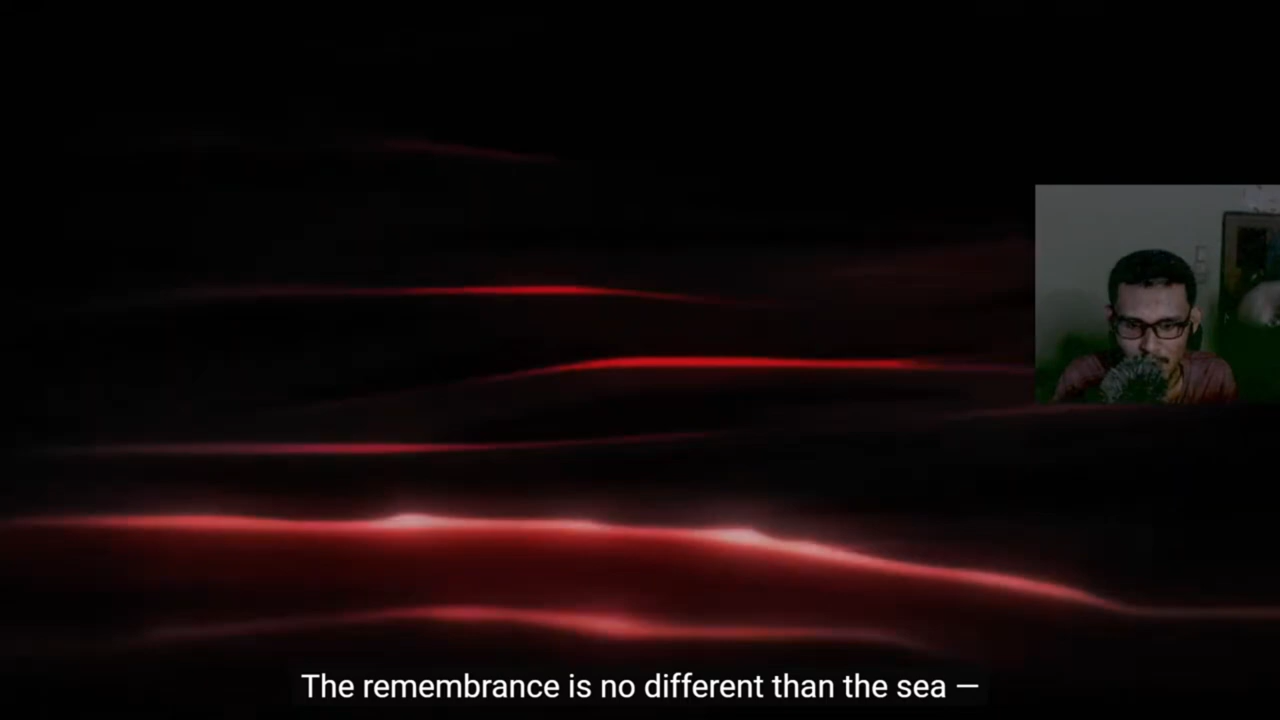 The remembrance is no different than the sea —